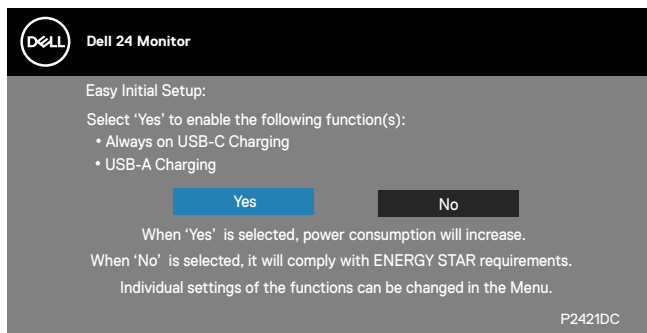 DELL
Dell 24 Monitor
Easy Initial Setup:
Select ‘Yes’ to enable the following function(s):
• Always on USB-C Charging
• USB-A Charging
Yes No
When ‘Yes’ is selected, power consumption will increase.
When ‘No’ is selected, it will comply with ENERGY STAR requirements.
Individual settings of the functions can be changed in the Menu.
P2421DC